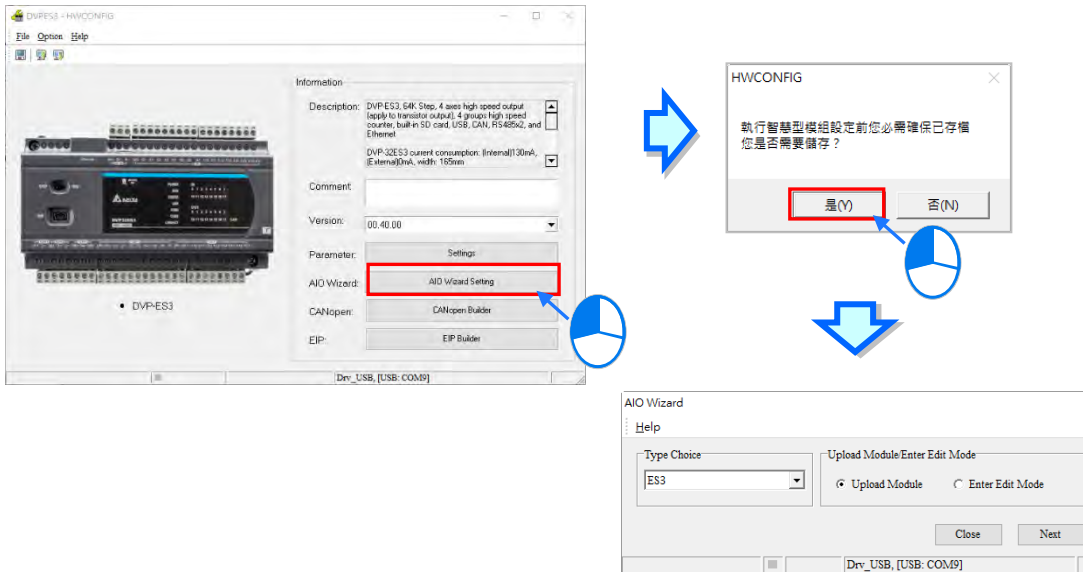 DVPES3 - HWCONFIG
File Option Help
Information
Description:
DVP-ES3, 64K Step, 4 axes high speed output
(apply to transistor output), 4 groups high speed
counter, built-in SD card, USB, CAN, RS485x2, and
Ethernet
DVP-32ES3 current consumption: (Internal)130mA,
(External)0mA, width: 165mm
Comment
Version:
00.40.00
Parameter:
Settings
AIO Wizard:
AIO Wizard Setting
CANopen:
CANopen Builder
EIP:
EIP Builder
• DVP-ES3
Drv_USB, [USB: COM9]
HWCONFIG
執行智慧型模組設定前您必需確保已存檔
您是否需要儲存？
是(Y)
否(N)
AIO Wizard
Help
Type Choice
ES3
Upload Module/Enter Edit Mode
Upload Module
Enter Edit Mode
Close
Next
Drv_USB, [USB: COM9]